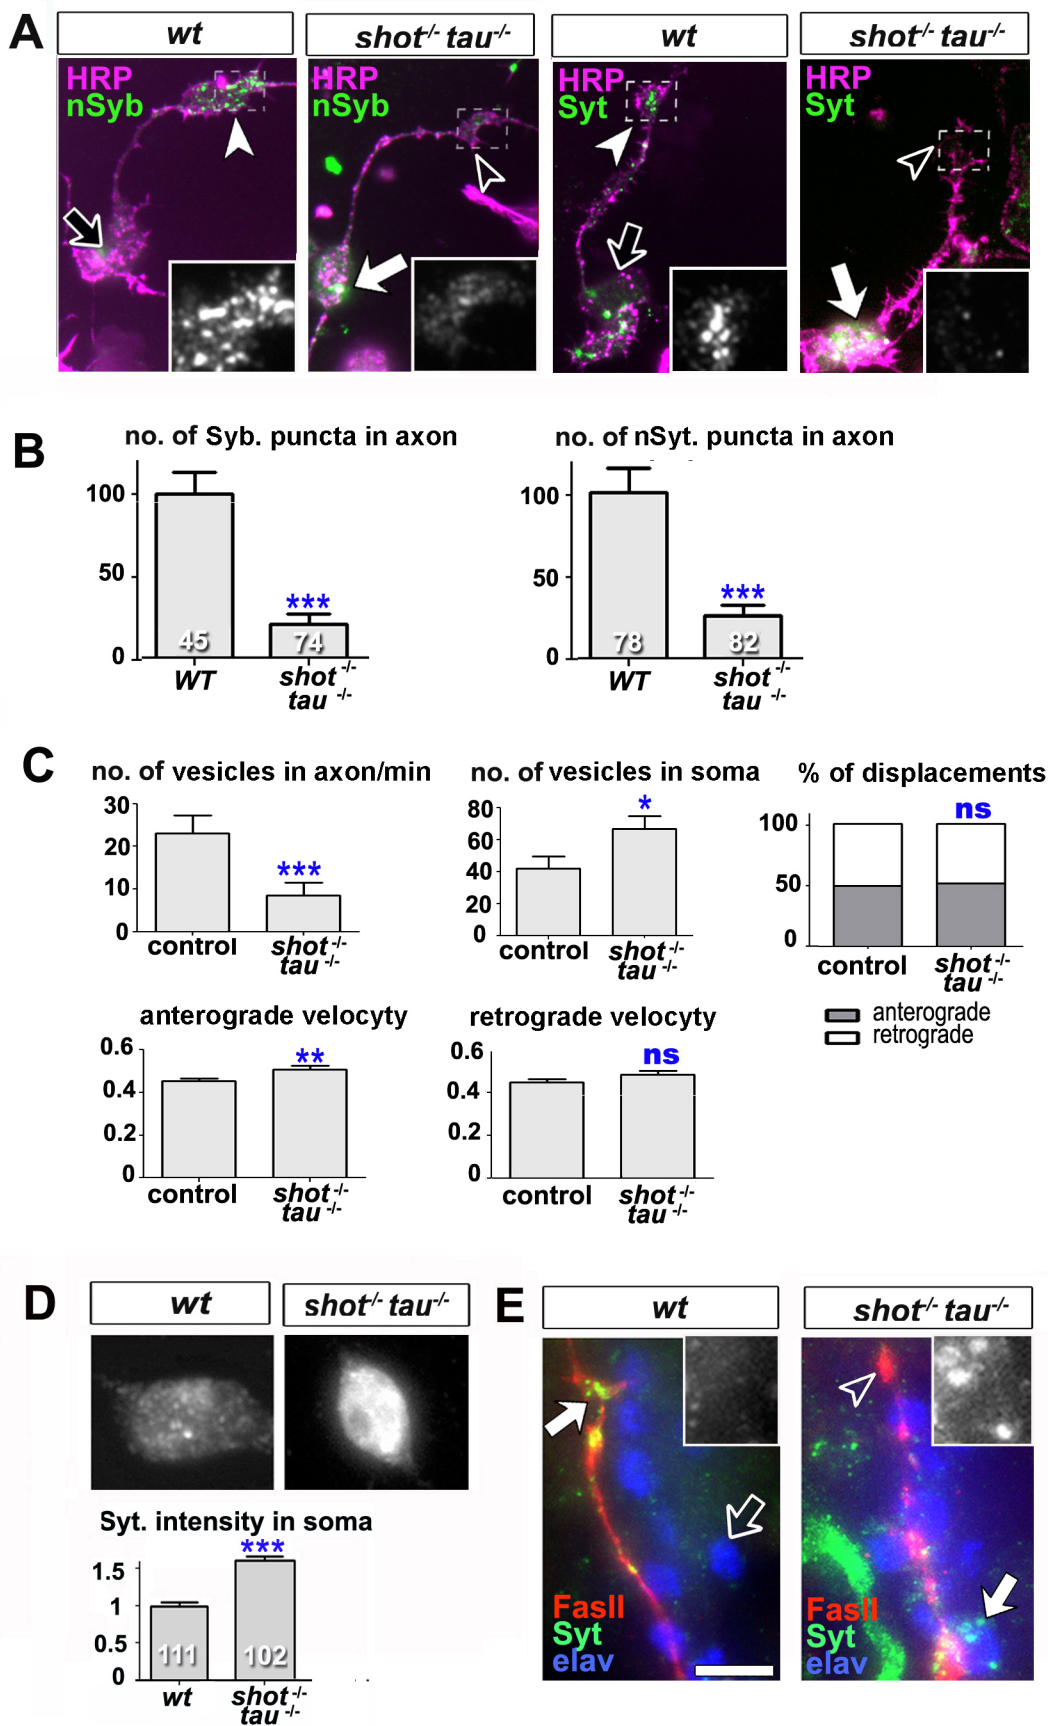 A
wt
shot-/- tau-/-
wt
shot-/- tau-/-
HRP
nSyb
HRP
nSyb
HRP
Syt
HRP
Syt
B
no. of Syb. puncta in axon
100
50
0
***
45
74
WT
shot-/-
tau-/-
no. of nSyt. puncta in axon
100
50
0
***
78
82
WT
shot-/-
tau-/-
C
no. of vesicles in axon/min
30
20
10
0
***
control
shot-/-
tau-/-
no. of vesicles in soma
80
60
40
20
0
*
control
shot-/-
tau-/-
% of displacements
100
50
0
ns
control
shot-/-
tau-/-
anterograde
retrograde
anterograde velocyty
0.6
0.4
0.2
0
**
control
shot-/-
tau-/-
retrograde velocyty
0.6
0.4
0.2
0
ns
control
shot-/-
tau-/-
D
wt
shot-/- tau-/-
Syt. intensity in soma
1.5
1
0.5
0
***
111
102
wt
shot-/-
tau-/-
E
wt
shot-/- tau-/-
FasII
Syt
elav
FasII
Syt
elav